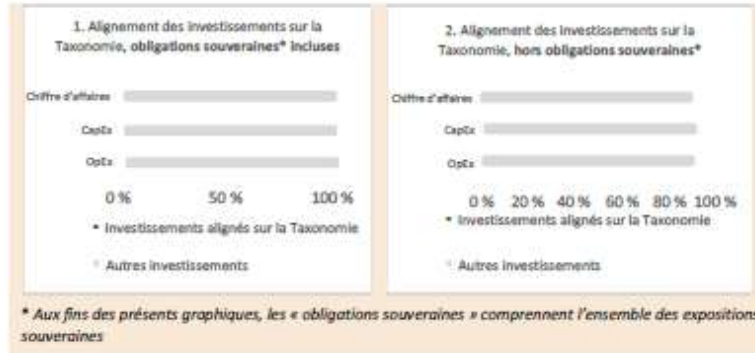 1. Alignement des investissements sur la
Taxonomie, obligations souveraines* incluses
Chiffre d'affaires
CapEx
OpEx
0 % 50 % 100 %
Investissements alignés sur la Taxonomie
Autres investissements
2. Alignement des investissements sur la
Taxonomie, hors obligations souveraines*
Chiffre d'affaires
CapEx
OpEx
0 % 20 % 40 % 60 % 80 % 100 %
Investissements alignés sur la Taxonomie
Autres investissements
* Aux fins des présents graphiques, les « obligations souveraines » comprennent l'ensemble des expositions
souveraines